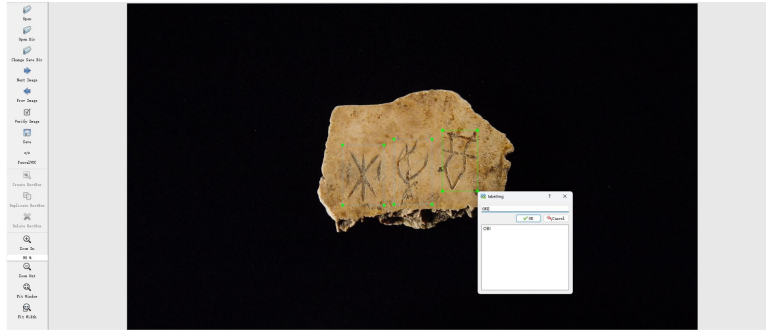 Open
Open Dir
Change Save Dir
Next Image
Prev Image
Verify Image
Save
</>
PascalVOC
Create RectBox
Duplicate RectBox
Delete RectBox
Zoom In
Zoom Out
Fit Window
Fit Width
labelImg
? ×
OBI
OK
Cancel
OBI